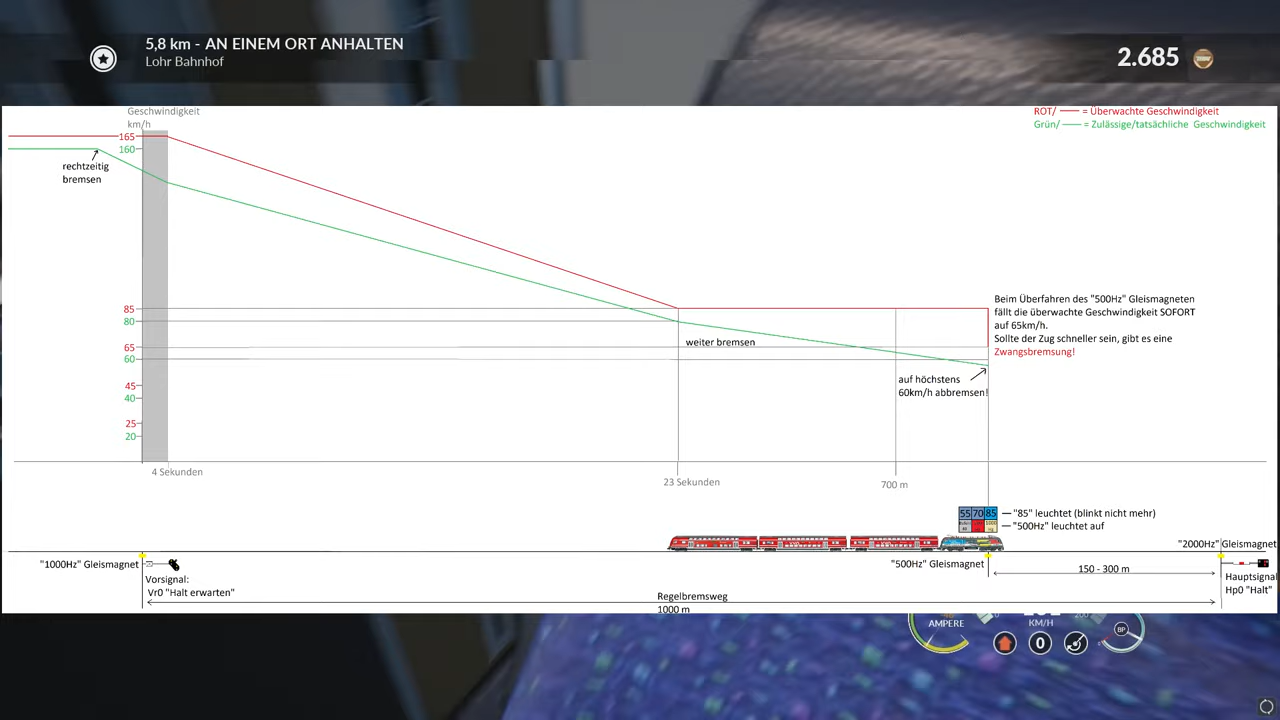 5,8 km - AN EINEM ORT ANHALTEN
Lohr Bahnhof
2.685
Geschwindigkeit
km/h
ROT/ = Überwachte Geschwindigkeit
Grün/ = Zulässige/tatsächliche Geschwindigkeit
165
160
rechtzeitig
bremsen
85
80
65
60
45
40
25
20
weiter bremsen
auf höchstens
60km/h abbremsen!
Beim Überfahren des "500Hz" Gleismagneten
fällt die überwachte Geschwindigkeit SOFORT
auf 65km/h.
Sollte der Zug schneller sein, gibt es eine
Zwangsbremsung!
4 Sekunden
23 Sekunden
700 m
55 70 85
"85" leuchtet (blinkt nicht mehr)
"500Hz" leuchtet auf
"2000Hz" Gleismagnet
"1000Hz" Gleismagnet
"500Hz" Gleismagnet
150 - 300 m
Vorsignal:
Vr0 "Halt erwarten"
Hauptsignal
Hp0 "Halt"
Regelbremsweg
1000 m
AMPERE
KM/H
200
0
BP